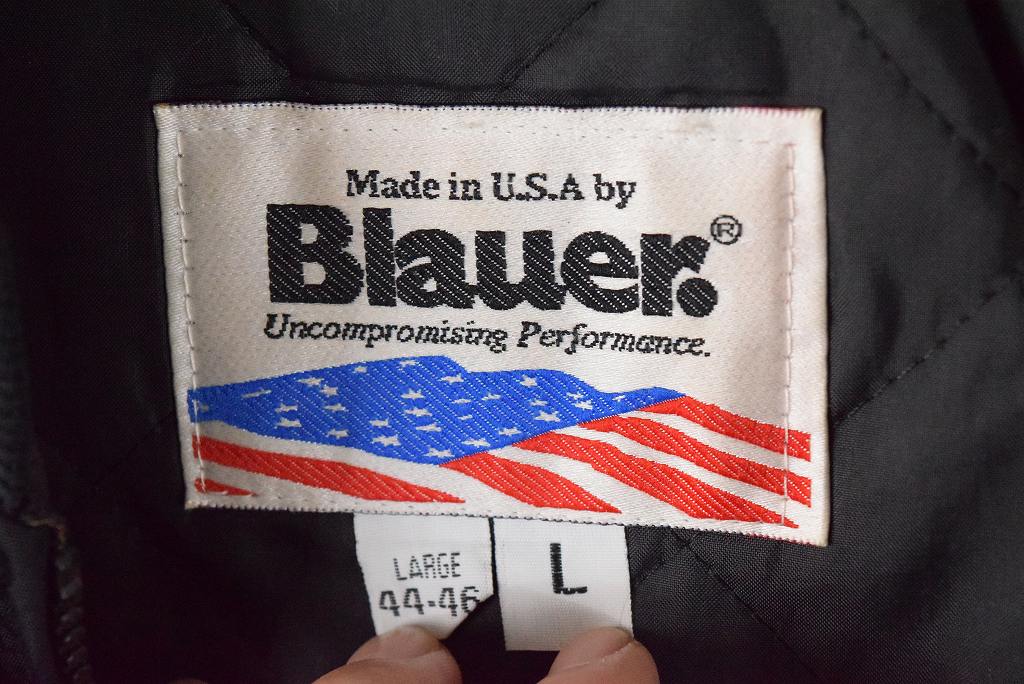 Made in U.S.A by
Blauer.®
Uncompromising Performance.
LARGE
44-46
L